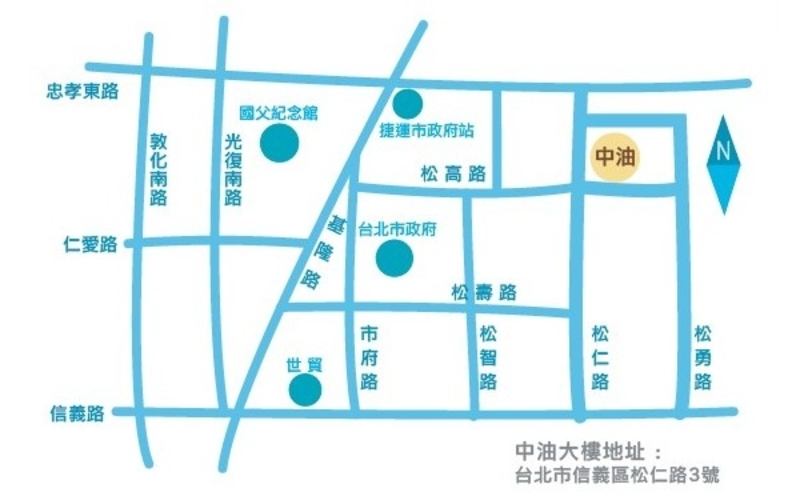 忠孝東路
國父紀念館
捷運市政府站
敦化南路
光復南路
松高路
中油
N
仁愛路
基隆路
台北市政府
松壽路
市府路
松智路
松仁路
松勇路
世貿
信義路
中油大樓地址：
台北市信義區松仁路3號